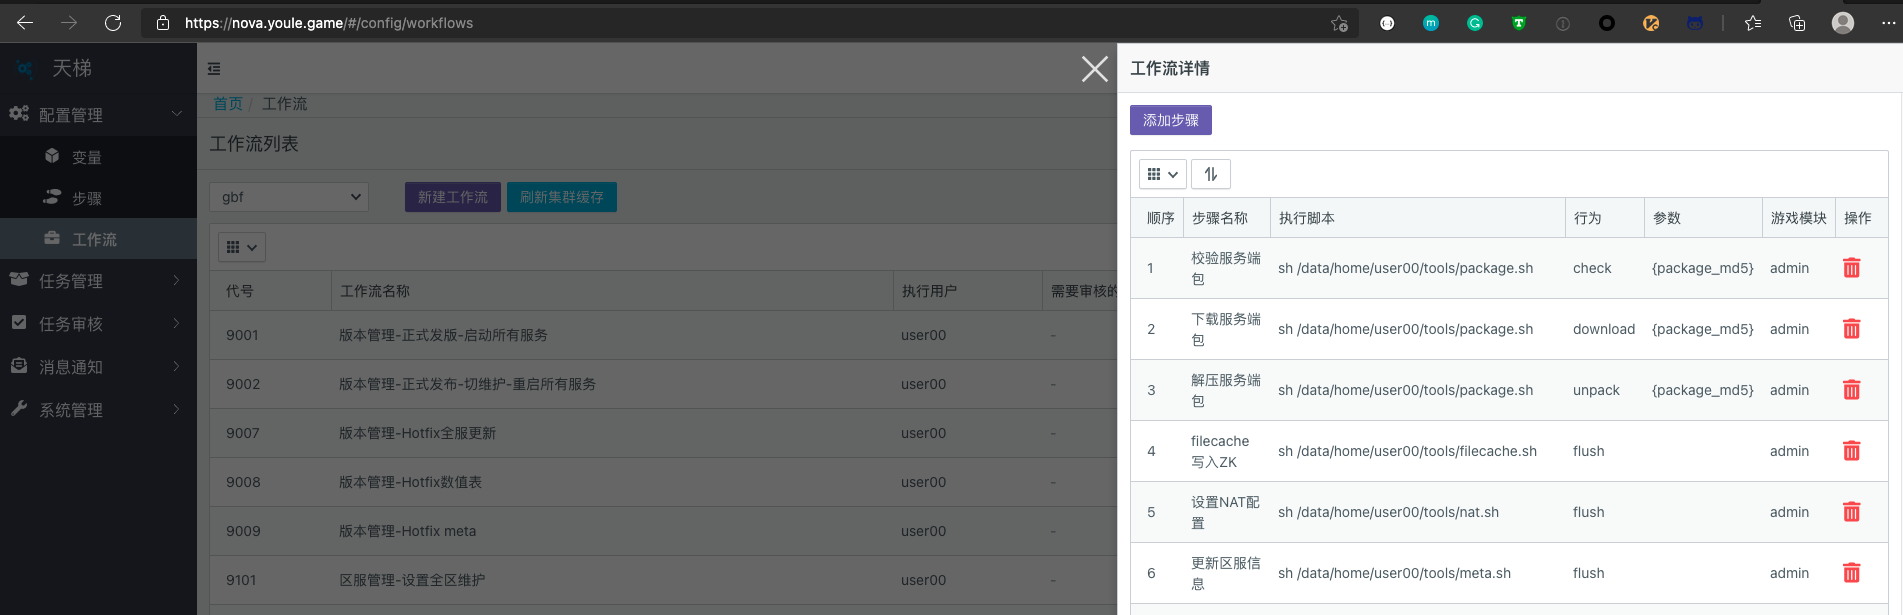 https://nova.youle.game/#/config/workflows
天梯
配置管理
变量
步骤
工作流
任务管理
任务审核
消息通知
系统管理
首页 / 工作流
工作流列表
gbf
新建工作流
刷新集群缓存
代号 工作流名称 执行用户 需要审核的
9001 版本管理-正式发版-启动所有服务 user00 -
9002 版本管理-正式发布-切维护-重启所有服务 user00 -
9007 版本管理-Hotfix全服更新 user00 -
9008 版本管理-Hotfix数值表 user00 -
9009 版本管理-Hotfix meta user00 -
9101 区服管理-设置全区维护 user00 -
工作流详情
添加步骤
顺序 步骤名称 执行脚本 行为 参数 游戏模块 操作
1 校验服务端 sh /data/home/user00/tools/package.sh check {package_md5} admin
包
2 下载服务端 sh /data/home/user00/tools/package.sh download {package_md5} admin
包
3 解压服务端 sh /data/home/user00/tools/package.sh unpack {package_md5} admin
包
4 filecache sh /data/home/user00/tools/filecache.sh flush admin
写入ZK
5 设置NAT配 sh /data/home/user00/tools/nat.sh flush admin
置
6 更新区服信 sh /data/home/user00/tools/meta.sh flush admin
息